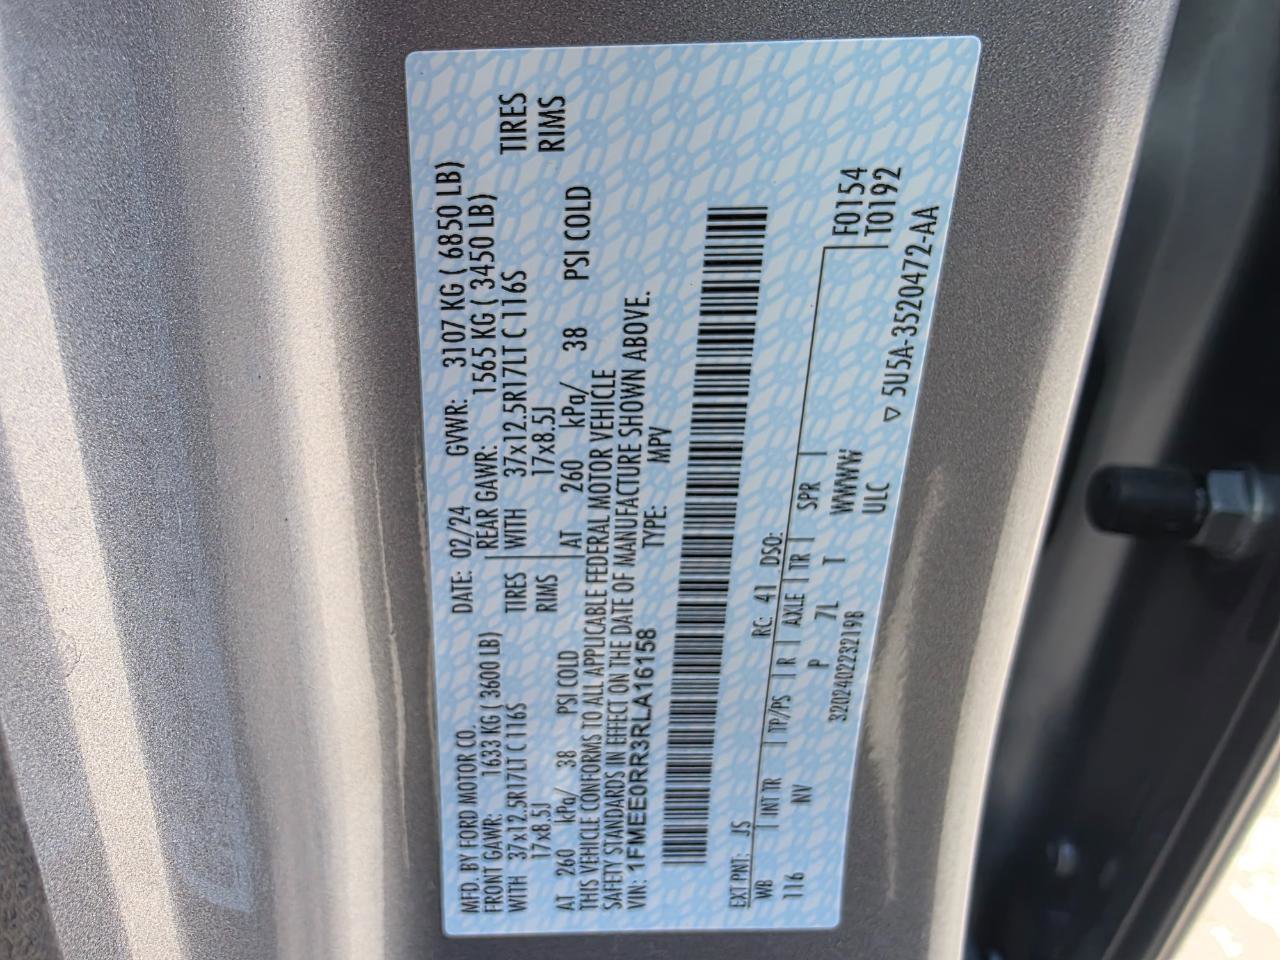 MFD. BY FORD MOTOR CO.  DATE: 02/24  GVWR: 3107 KG ( 6850 LB)
FRONT GAWR: 1633 KG ( 3600 LB)  REAR GAWR: 1565 KG ( 3450 LB)
WITH 37x12.5R17LT C 116S TIRES WITH 37x12.5R17LT C 116S TIRES
17x8.5J RIMS 17x8.5J RIMS
AT 260 kPa/ 38 PSI COLD AT 260 kPa/ 38 PSI COLD
THIS VEHICLE CONFORMS TO ALL APPLICABLE FEDERAL MOTOR VEHICLE
SAFETY STANDARDS IN EFFECT ON THE DATE OF MANUFACTURE SHOWN ABOVE.
VIN: 1FMEE0RR3RLA16158 TYPE: MPV
EXT PNT: JS RC: 41 DSO:
WB INT TR TP/PS R AXLE TR SPR F0154
116 NV P 7L T WWWW T0192
3202402232198 ULC
▽ 5U5A-3520472-AA